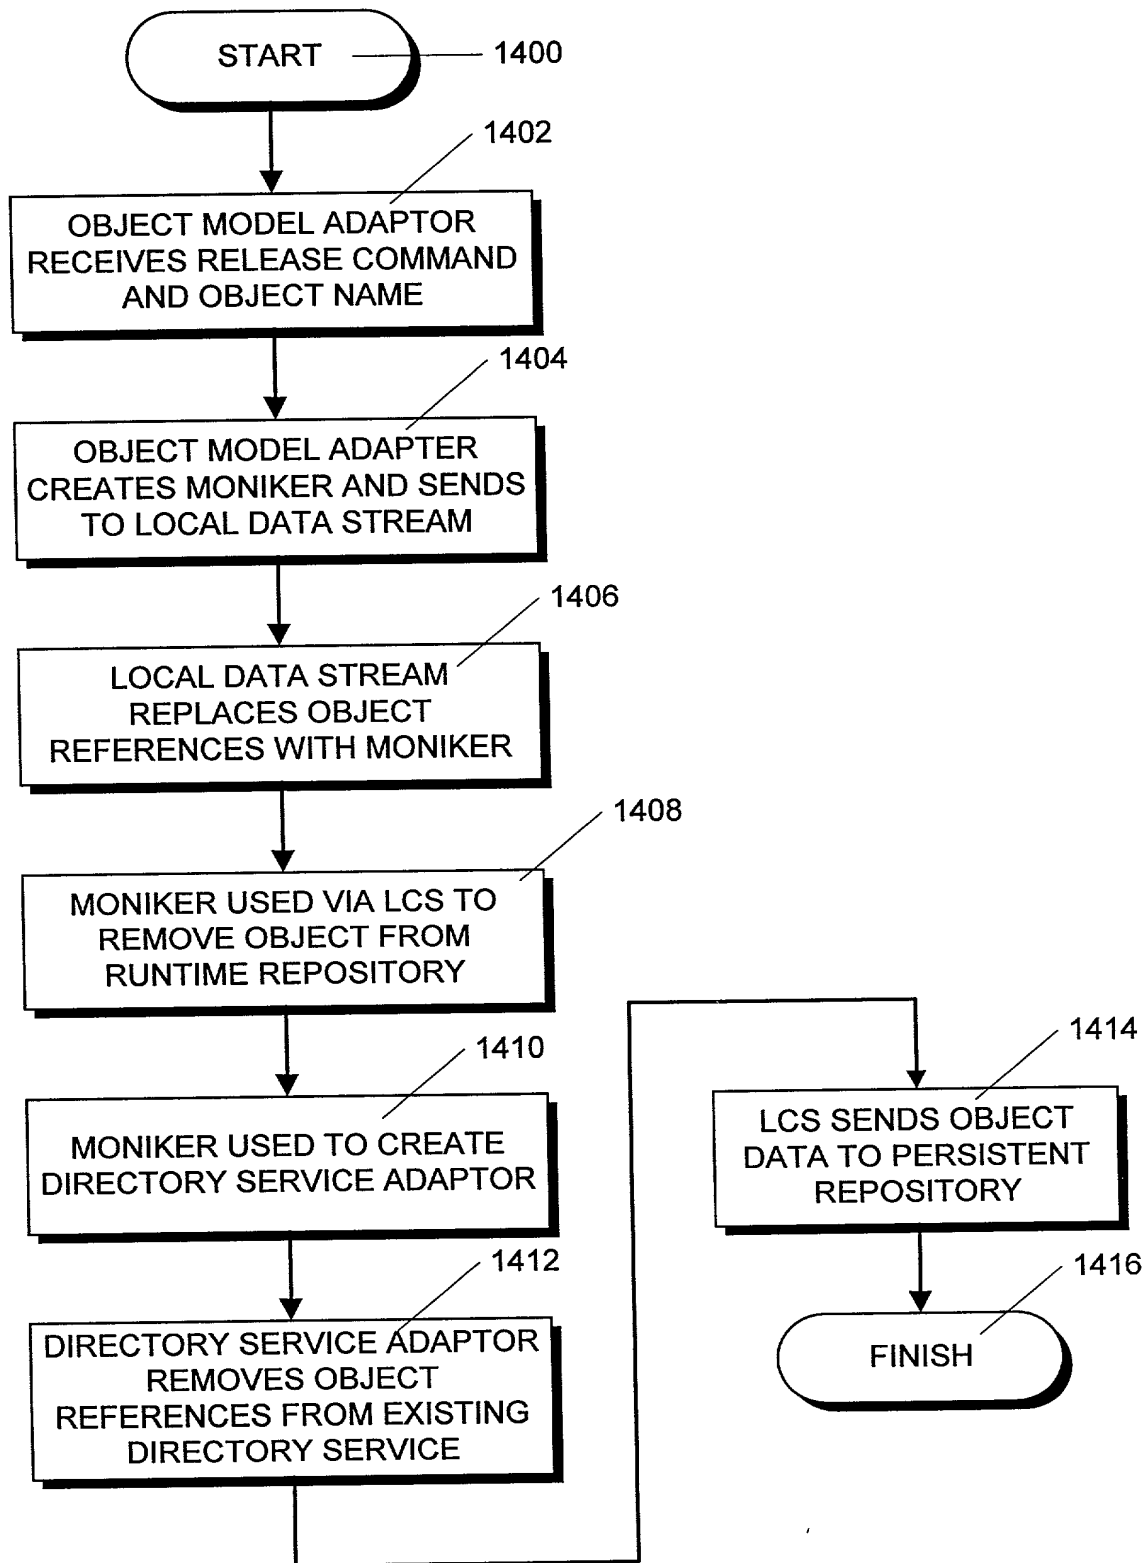 START
1400
1402
OBJECT MODEL ADAPTOR
RECEIVES RELEASE COMMAND
AND OBJECT NAME
1404
OBJECT MODEL ADAPTER
CREATES MONIKER AND SENDS
TO LOCAL DATA STREAM
1406
LOCAL DATA STREAM
REPLACES OBJECT
REFERENCES WITH MONIKER
1408
MONIKER USED VIA LCS TO
REMOVE OBJECT FROM
RUNTIME REPOSITORY
1410
MONIKER USED TO CREATE
DIRECTORY SERVICE ADAPTOR
1412
DIRECTORY SERVICE ADAPTOR
REMOVES OBJECT
REFERENCES FROM EXISTING
DIRECTORY SERVICE
1414
LCS SENDS OBJECT
DATA TO PERSISTENT
REPOSITORY
1416
FINISH